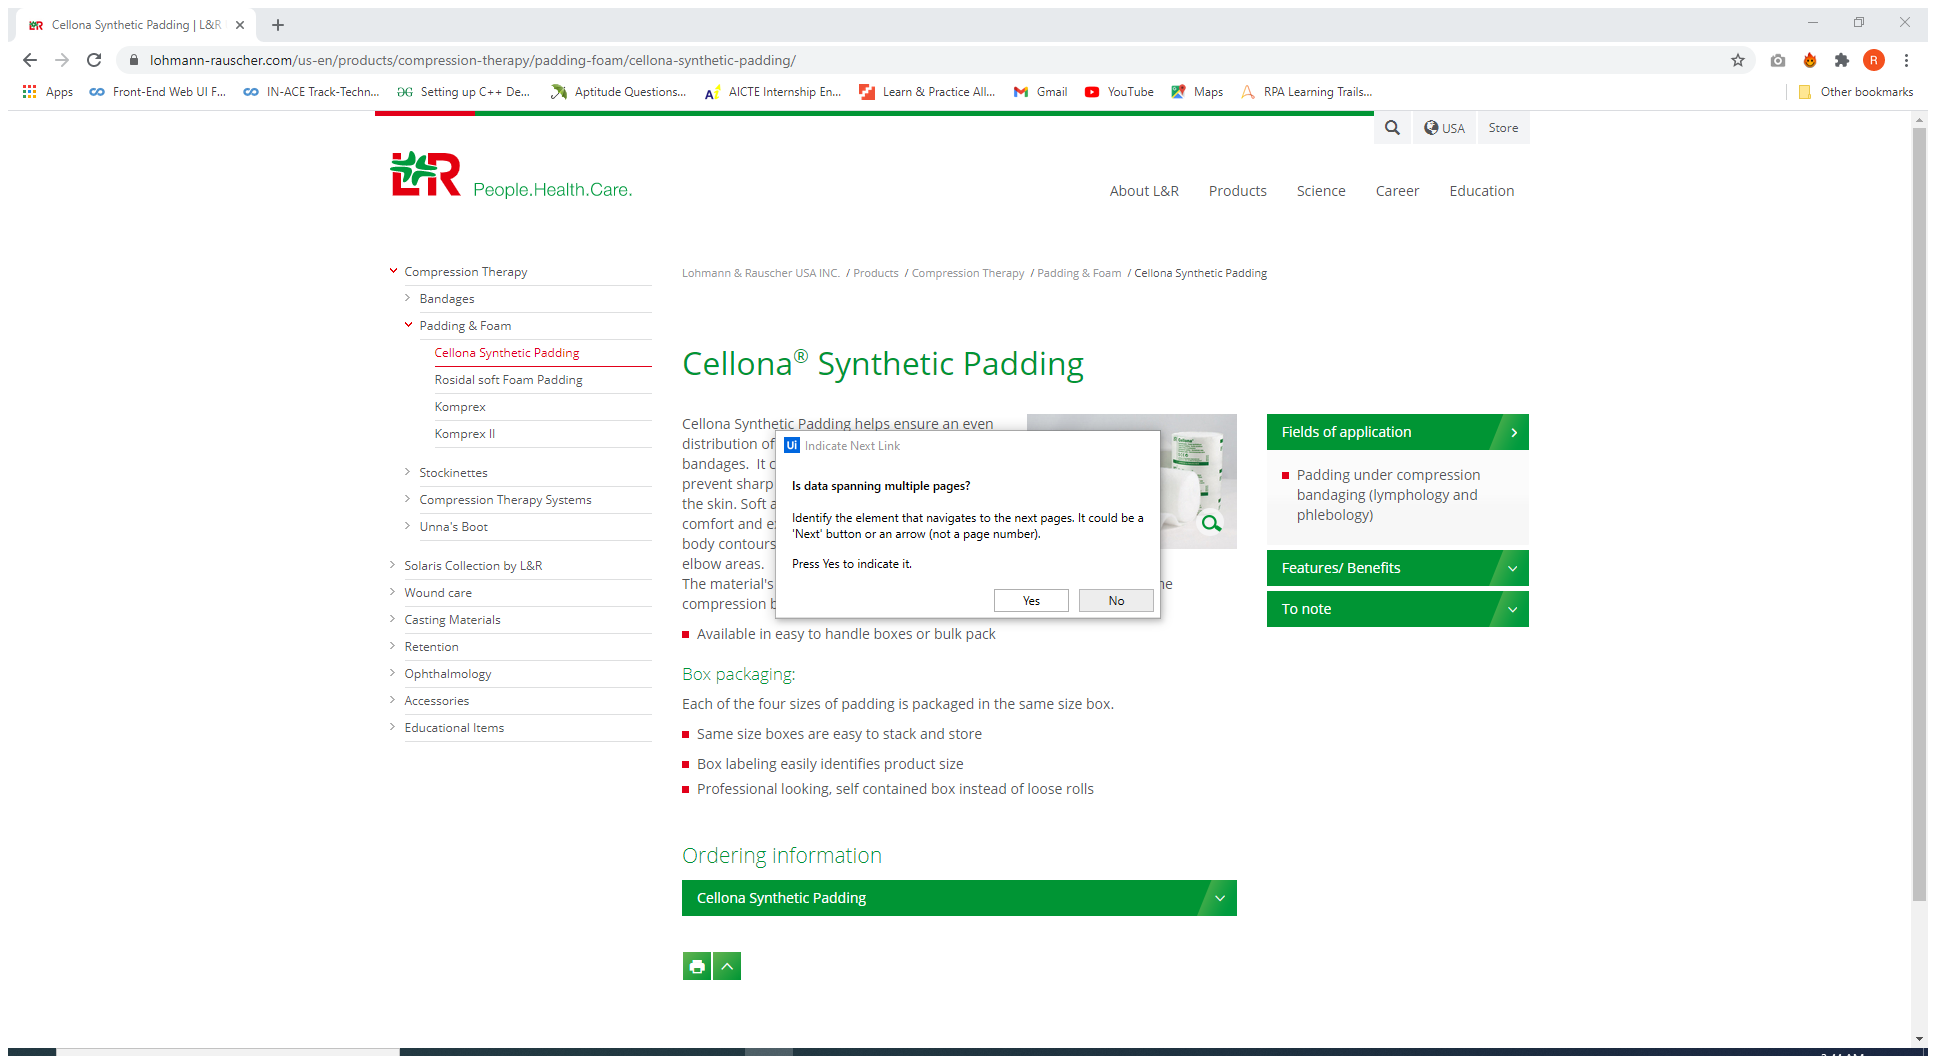 Cellona Synthetic Padding | L&R
lohmann-rauscher.com/us-en/products/compression-therapy/padding-foam/cellona-synthetic-padding/
R
Apps
Front-End Web UI F...
IN-ACE Track-Techn...
Setting up C++ De...
Aptitude Questions...
AICTE Internship En...
Learn & Practice All...
Gmail
YouTube
Maps
RPA Learning Trails...
Other bookmarks
USA
Store
L&R
People.Health.Care.
About L&R
Products
Science
Career
Education
Compression Therapy
Bandages
Padding & Foam
Cellona Synthetic Padding
Rosidal soft Foam Padding
Komprex
Komprex II
Stockinettes
Compression Therapy Systems
Unna's Boot
Solaris Collection by L&R
Wound care
Casting Materials
Retention
Ophthalmology
Accessories
Educational Items
Lohmann & Rauscher USA INC. / Products / Compression Therapy / Padding & Foam / Cellona Synthetic Padding
Cellona® Synthetic Padding
Cellona Synthetic Padding helps ensure an even
distribution of
bandages. It c
prevent sharp
the skin. Soft a
comfort and e
body contours
elbow areas.
The material's
compression b
Ui Indicate Next Link
Is data spanning multiple pages?
Identify the element that navigates to the next pages. It could be a
'Next' button or an arrow (not a page number).
Press Yes to indicate it.
Yes
No
Cellona
Available in easy to handle boxes or bulk pack
Box packaging:
Each of the four sizes of padding is packaged in the same size box.
Same size boxes are easy to stack and store
Box labeling easily identifies product size
Professional looking, self contained box instead of loose rolls
Ordering information
Cellona Synthetic Padding
Fields of application
Padding under compression
bandaging (lymphology and
phlebology)
Features/ Benefits
To note